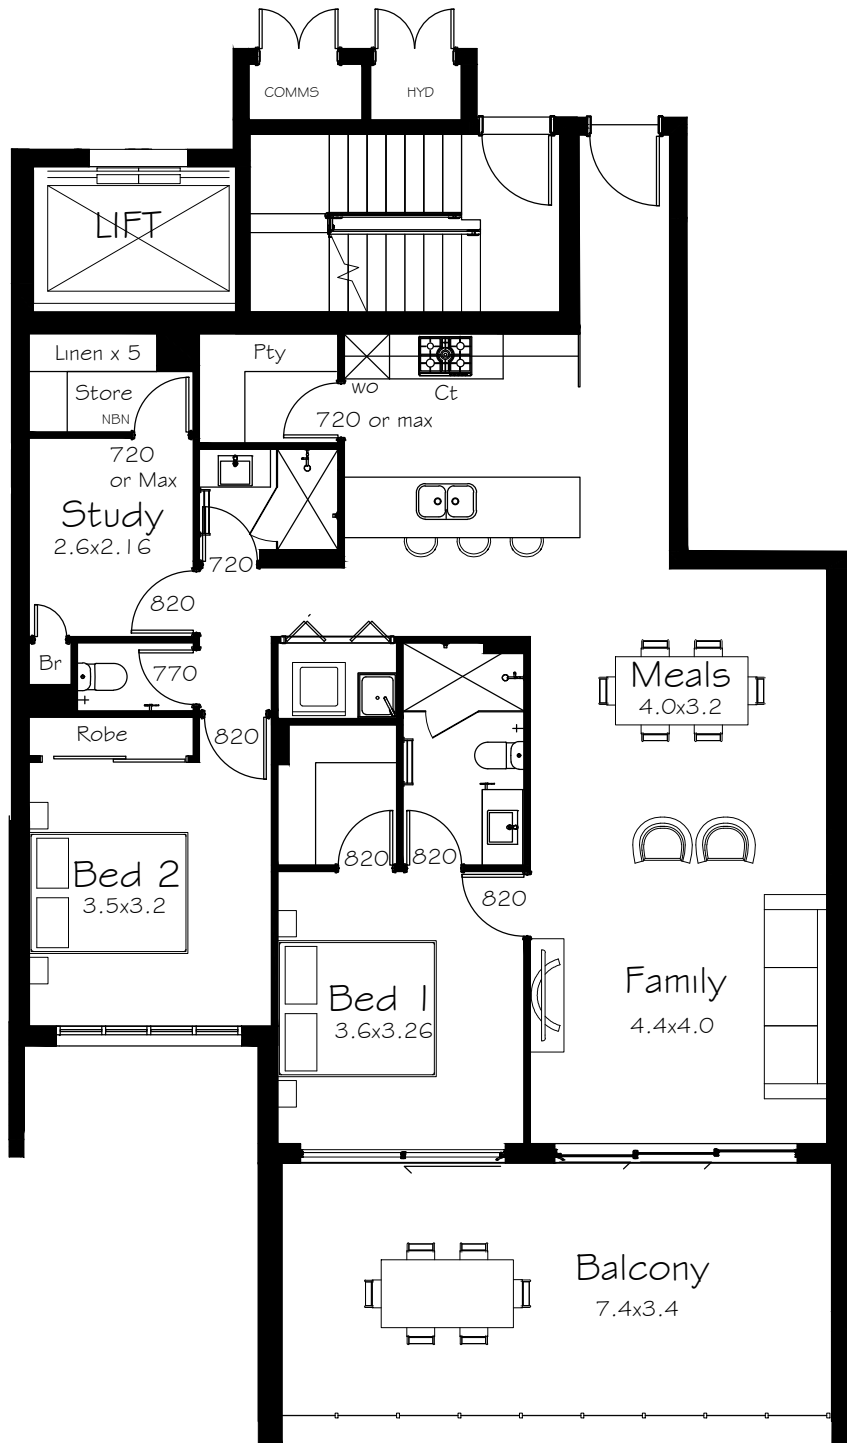 COMMS
HYD
LIFT
Linen x 5
Pty
Store
WO
Ct
NBN
720 or max
720
or Max
Study
2.6x2.16
720
820
Br
770
Meals
4.0x3.2
Robe
820
820
820
Bed 2
3.5x3.2
820
Family
4.4x4.0
Bed 1
3.6x3.26
Balcony
7.4x3.4